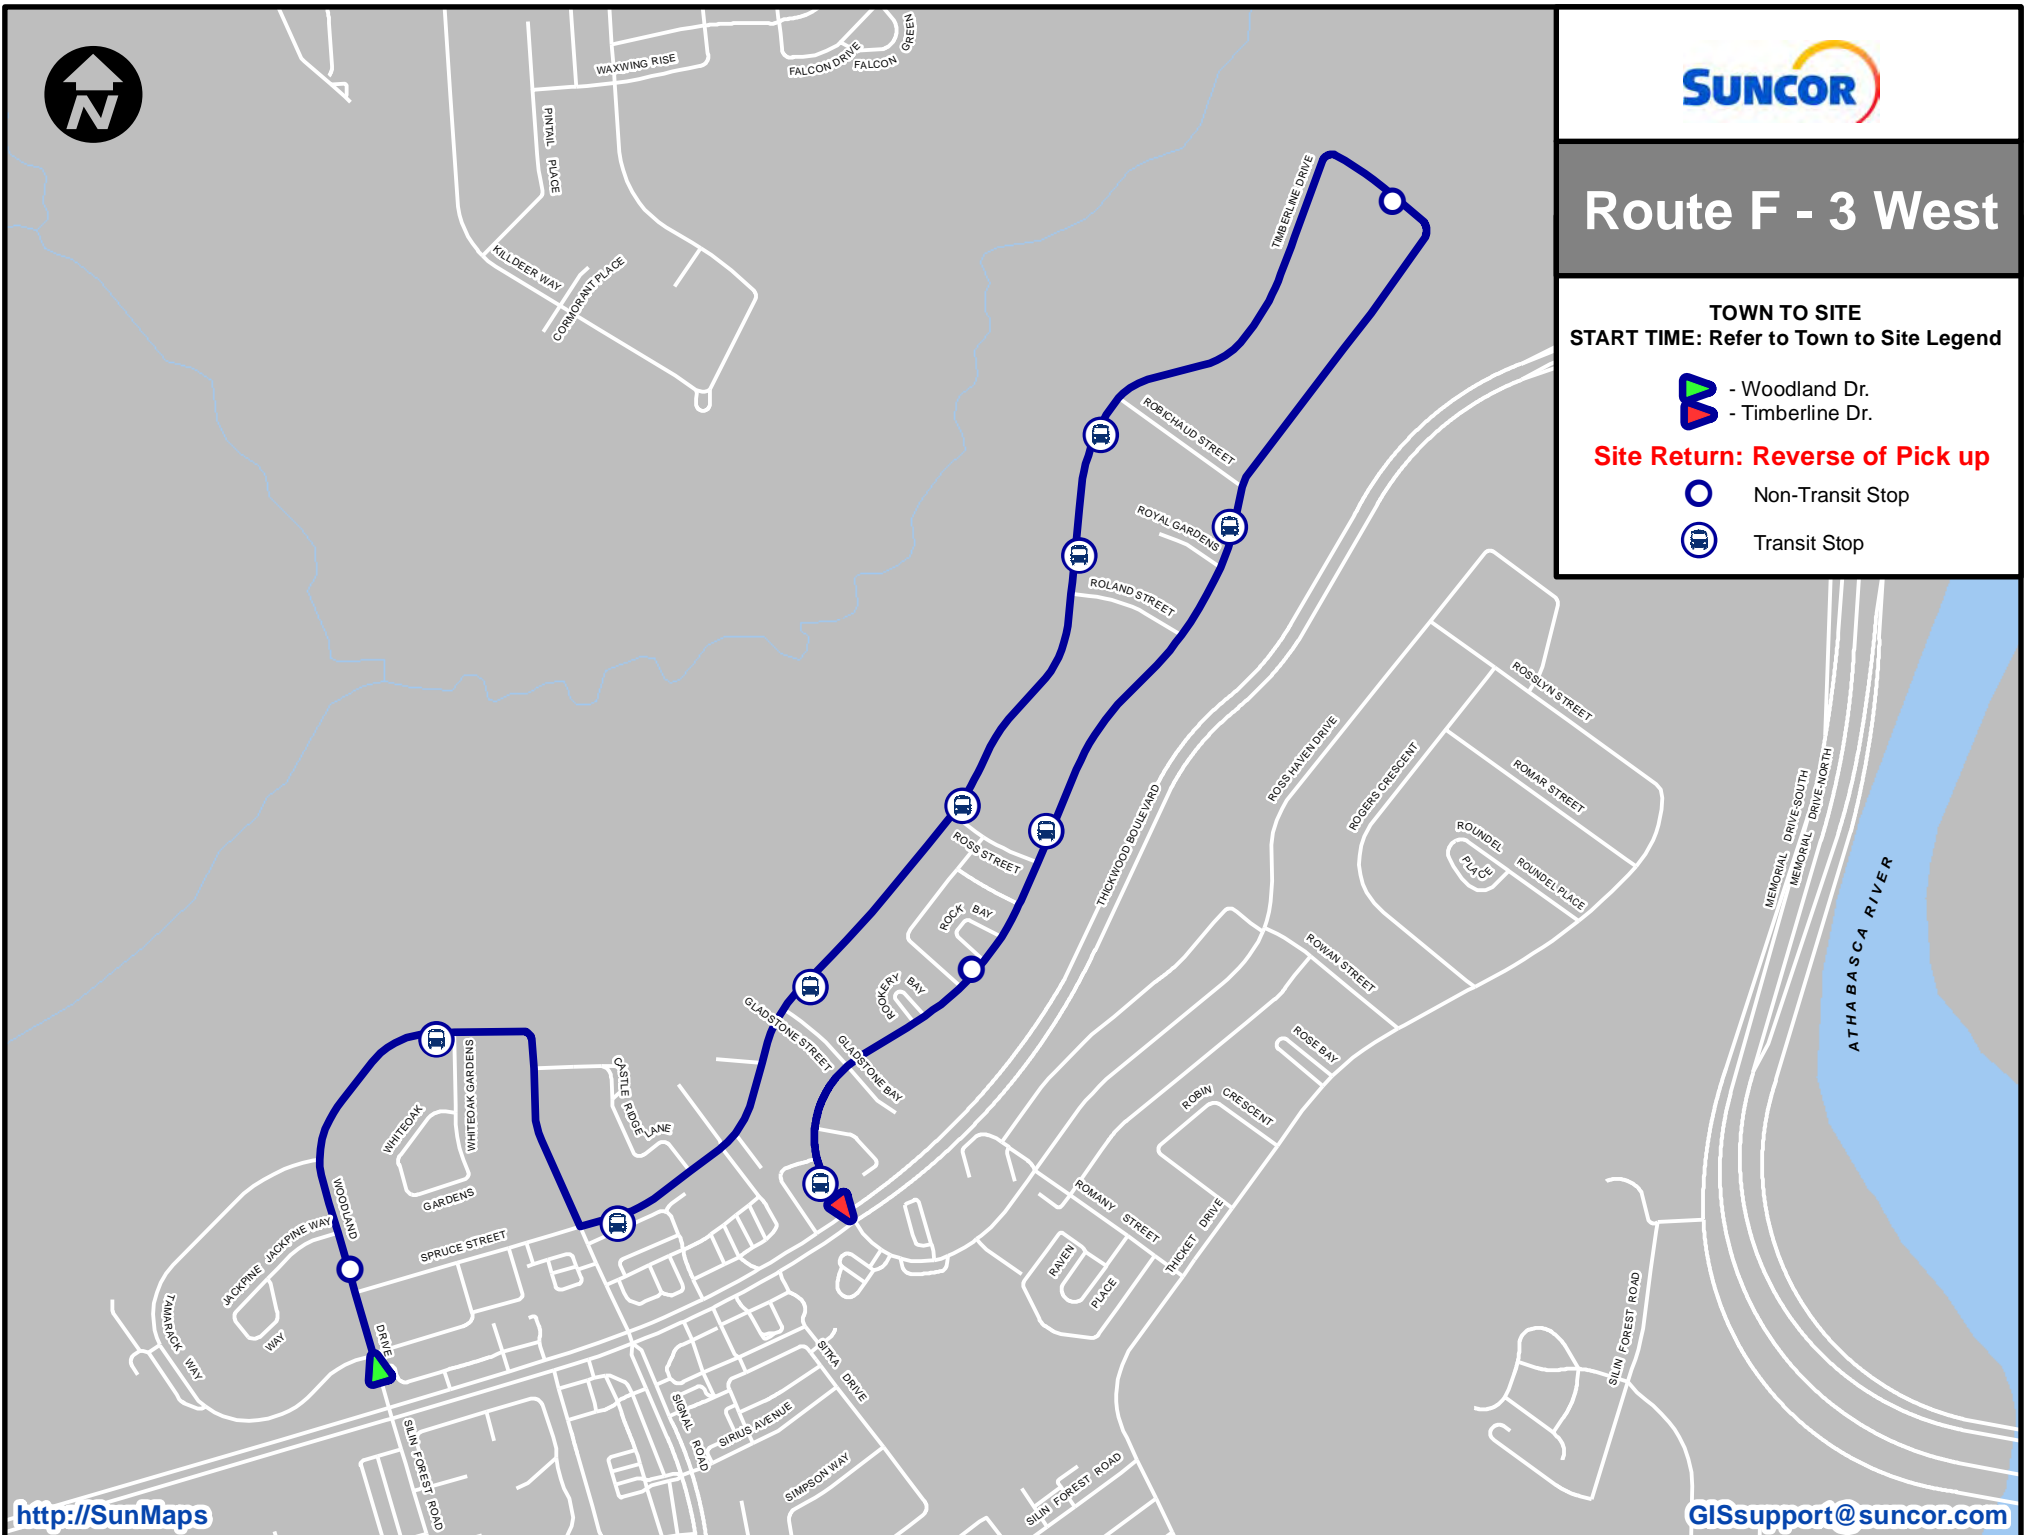 N
SUNCOR
Route F - 3 West
TOWN TO SITE
START TIME: Refer to Town to Site Legend
- Woodland Dr.
- Timberline Dr.
Site Return: Reverse of Pick up
Non-Transit Stop
Transit Stop
WAXWING RISE
FALCON DRIVE
FALCON GREEN
PINTAIL PLACE
KILLDEER WAY
CORMORANT PLACE
TIMBERLINE DRIVE
ROBICHAUD STREET
ROYAL GARDENS
ROLAND STREET
ROSSLYN STREET
ROSS HAVEN DRIVE
ROGERS CRESCENT
ROMAR STREET
ROUNDEL PLACE
ROUNDEL PLACE
MEMORIAL DRIVE-SOUTH
MEMORIAL DRIVE-NORTH
ATHABASCA RIVER
THICKWOOD BOULEVARD
ROSS STREET
ROCK BAY
ROOKERY BAY
ROWAN STREET
GLADSTONE STREET
GLADSTONE BAY
ROSE BAY
ROBIN CRESCENT
CASTLE RIDGE LANE
WHITEOAK GARDENS
WHITEOAK GARDENS
WOODLAND DRIVE
JACKPINE WAY
JACKPINE WAY
SPRUCE STREET
TAMARACK WAY
ROMANY STREET
THICKET DRIVE
RAVEN PLACE
SITKA DRIVE
SIGNAL ROAD
SIRIUS AVENUE
SIMPSON WAY
SILIN FOREST ROAD
SILIN FOREST ROAD
SILIN FOREST ROAD
http://SunMaps
GISsupport@suncor.com